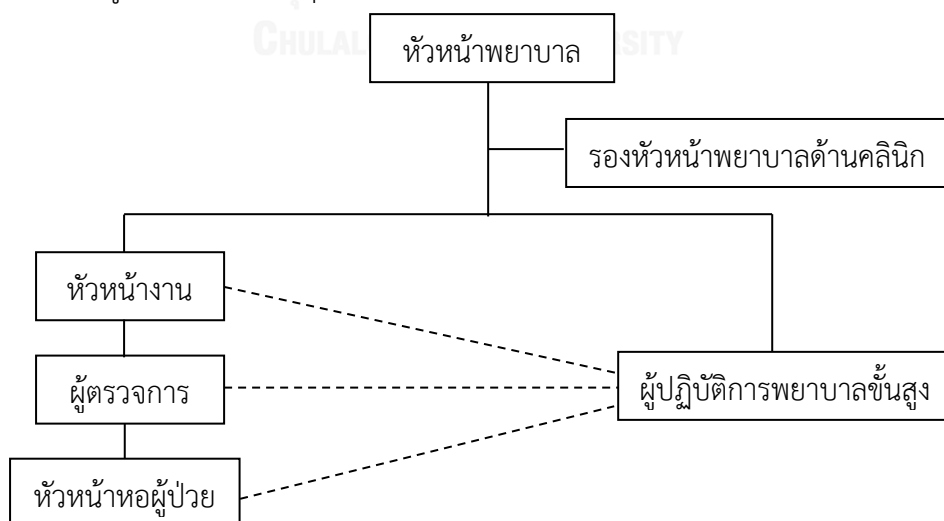 หัวหน้าพยาบาล
รองหัวหน้าพยาบาลด้านคลินิก
หัวหน้างาน
ผู้ตรวจการ
ผู้ปฏิบัติการพยาบาลขั้นสูง
หัวหน้าหอผู้ป่วย